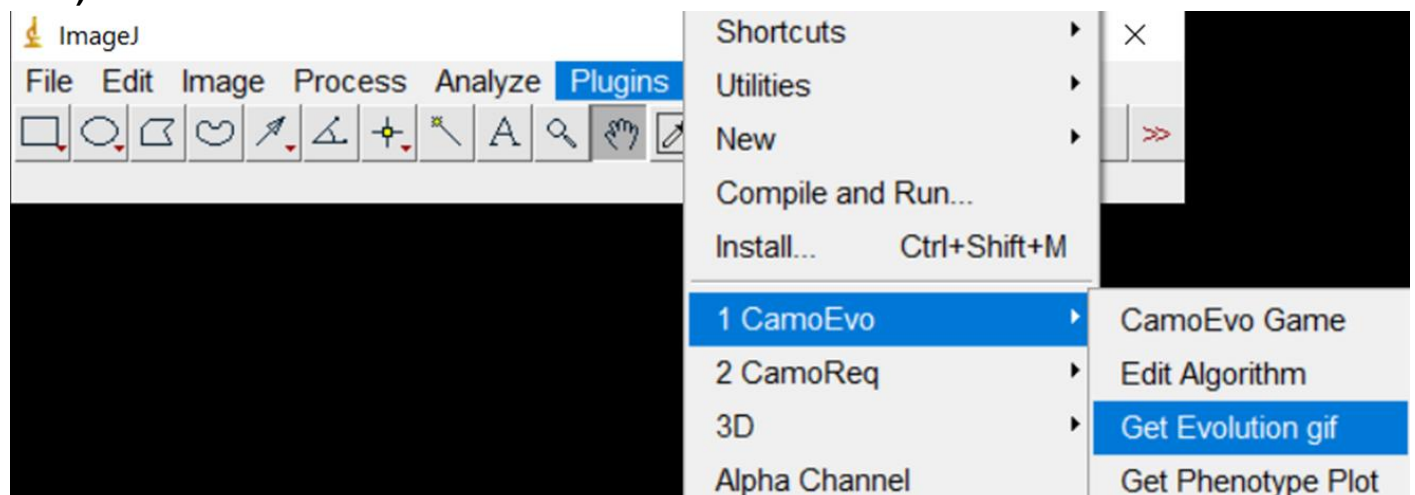 ImageJ
File Edit Image Process Analyze Plugins
A
>>
Shortcuts
Utilities
New
Compile and Run...
Install... Ctrl+Shift+M
1 CamoEvo
2 CamoReq
3D
Alpha Channel
CamoEvo Game
Edit Algorithm
Get Evolution gif
Get Phenotype Plot